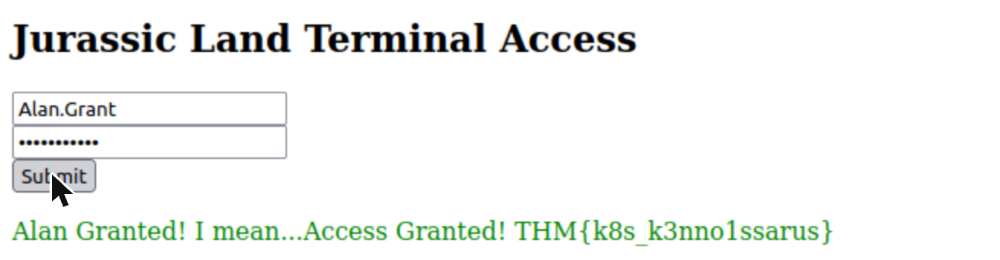 Jurassic Land Terminal Access
Alan.Grant
•••••••••••
Submit
Alan Granted! I mean...Access Granted! THM{k8s_k3nno1ssarus}